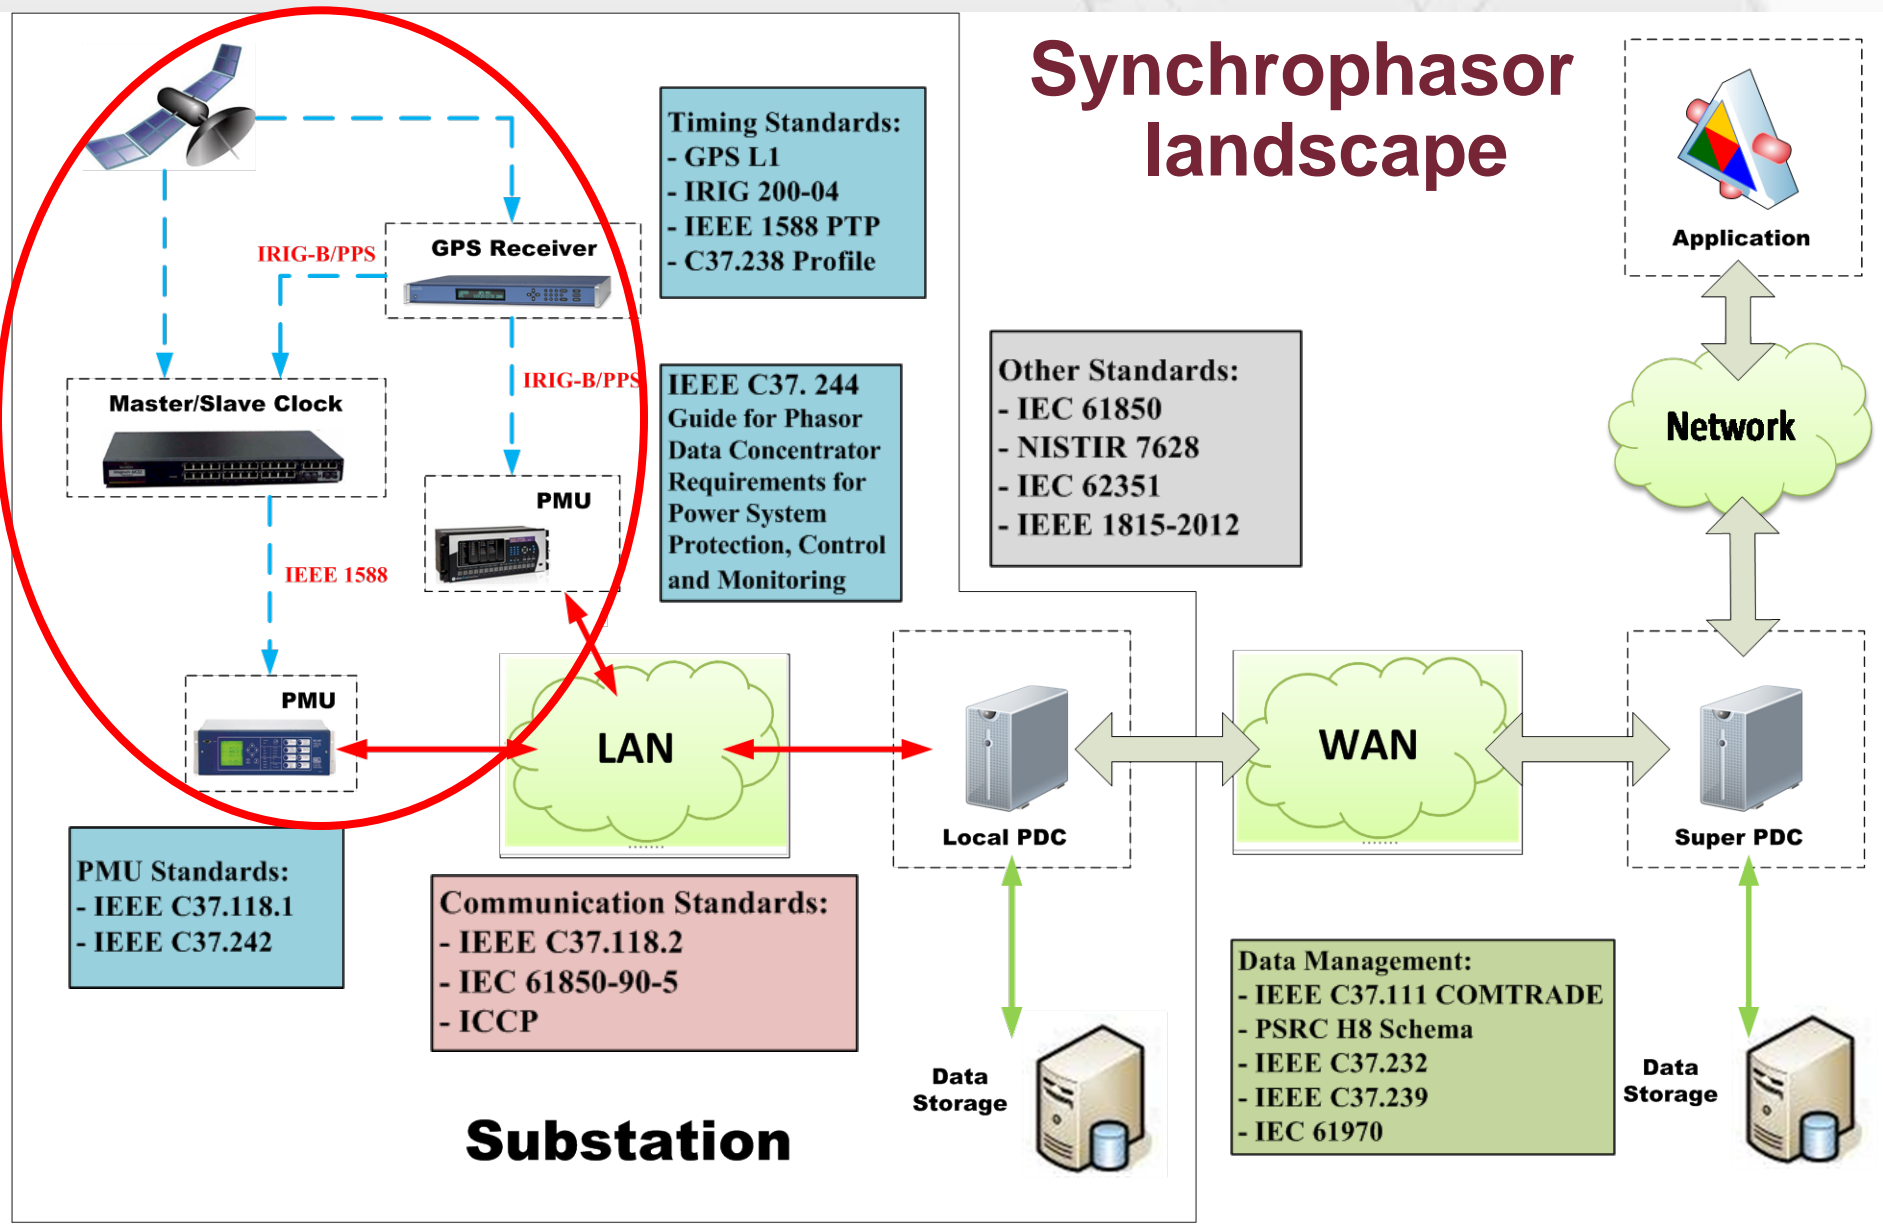 Synchrophasor
landscape
Timing Standards:
- GPS L1
- IRIG 200-04
- IEEE 1588 PTP
- C37.238 Profile
Application
IRIG-B/PPS
GPS Receiver
IRIG-B/PPS
Master/Slave Clock
IEEE C37. 244
Guide for Phasor
Data Concentrator
Requirements for
Power System
Protection, Control
and Monitoring
Other Standards:
- IEC 61850
- NISTIR 7628
- IEC 62351
- IEEE 1815-2012
Network
PMU
IEEE 1588
PMU
LAN
Local PDC
WAN
Super PDC
PMU Standards:
- IEEE C37.118.1
- IEEE C37.242
Communication Standards:
- IEEE C37.118.2
- IEC 61850-90-5
- ICCP
Data Management:
- IEEE C37.111 COMTRADE
- PSRC H8 Schema
- IEEE C37.232
- IEEE C37.239
- IEC 61970
Data
Storage
Data
Storage
Substation